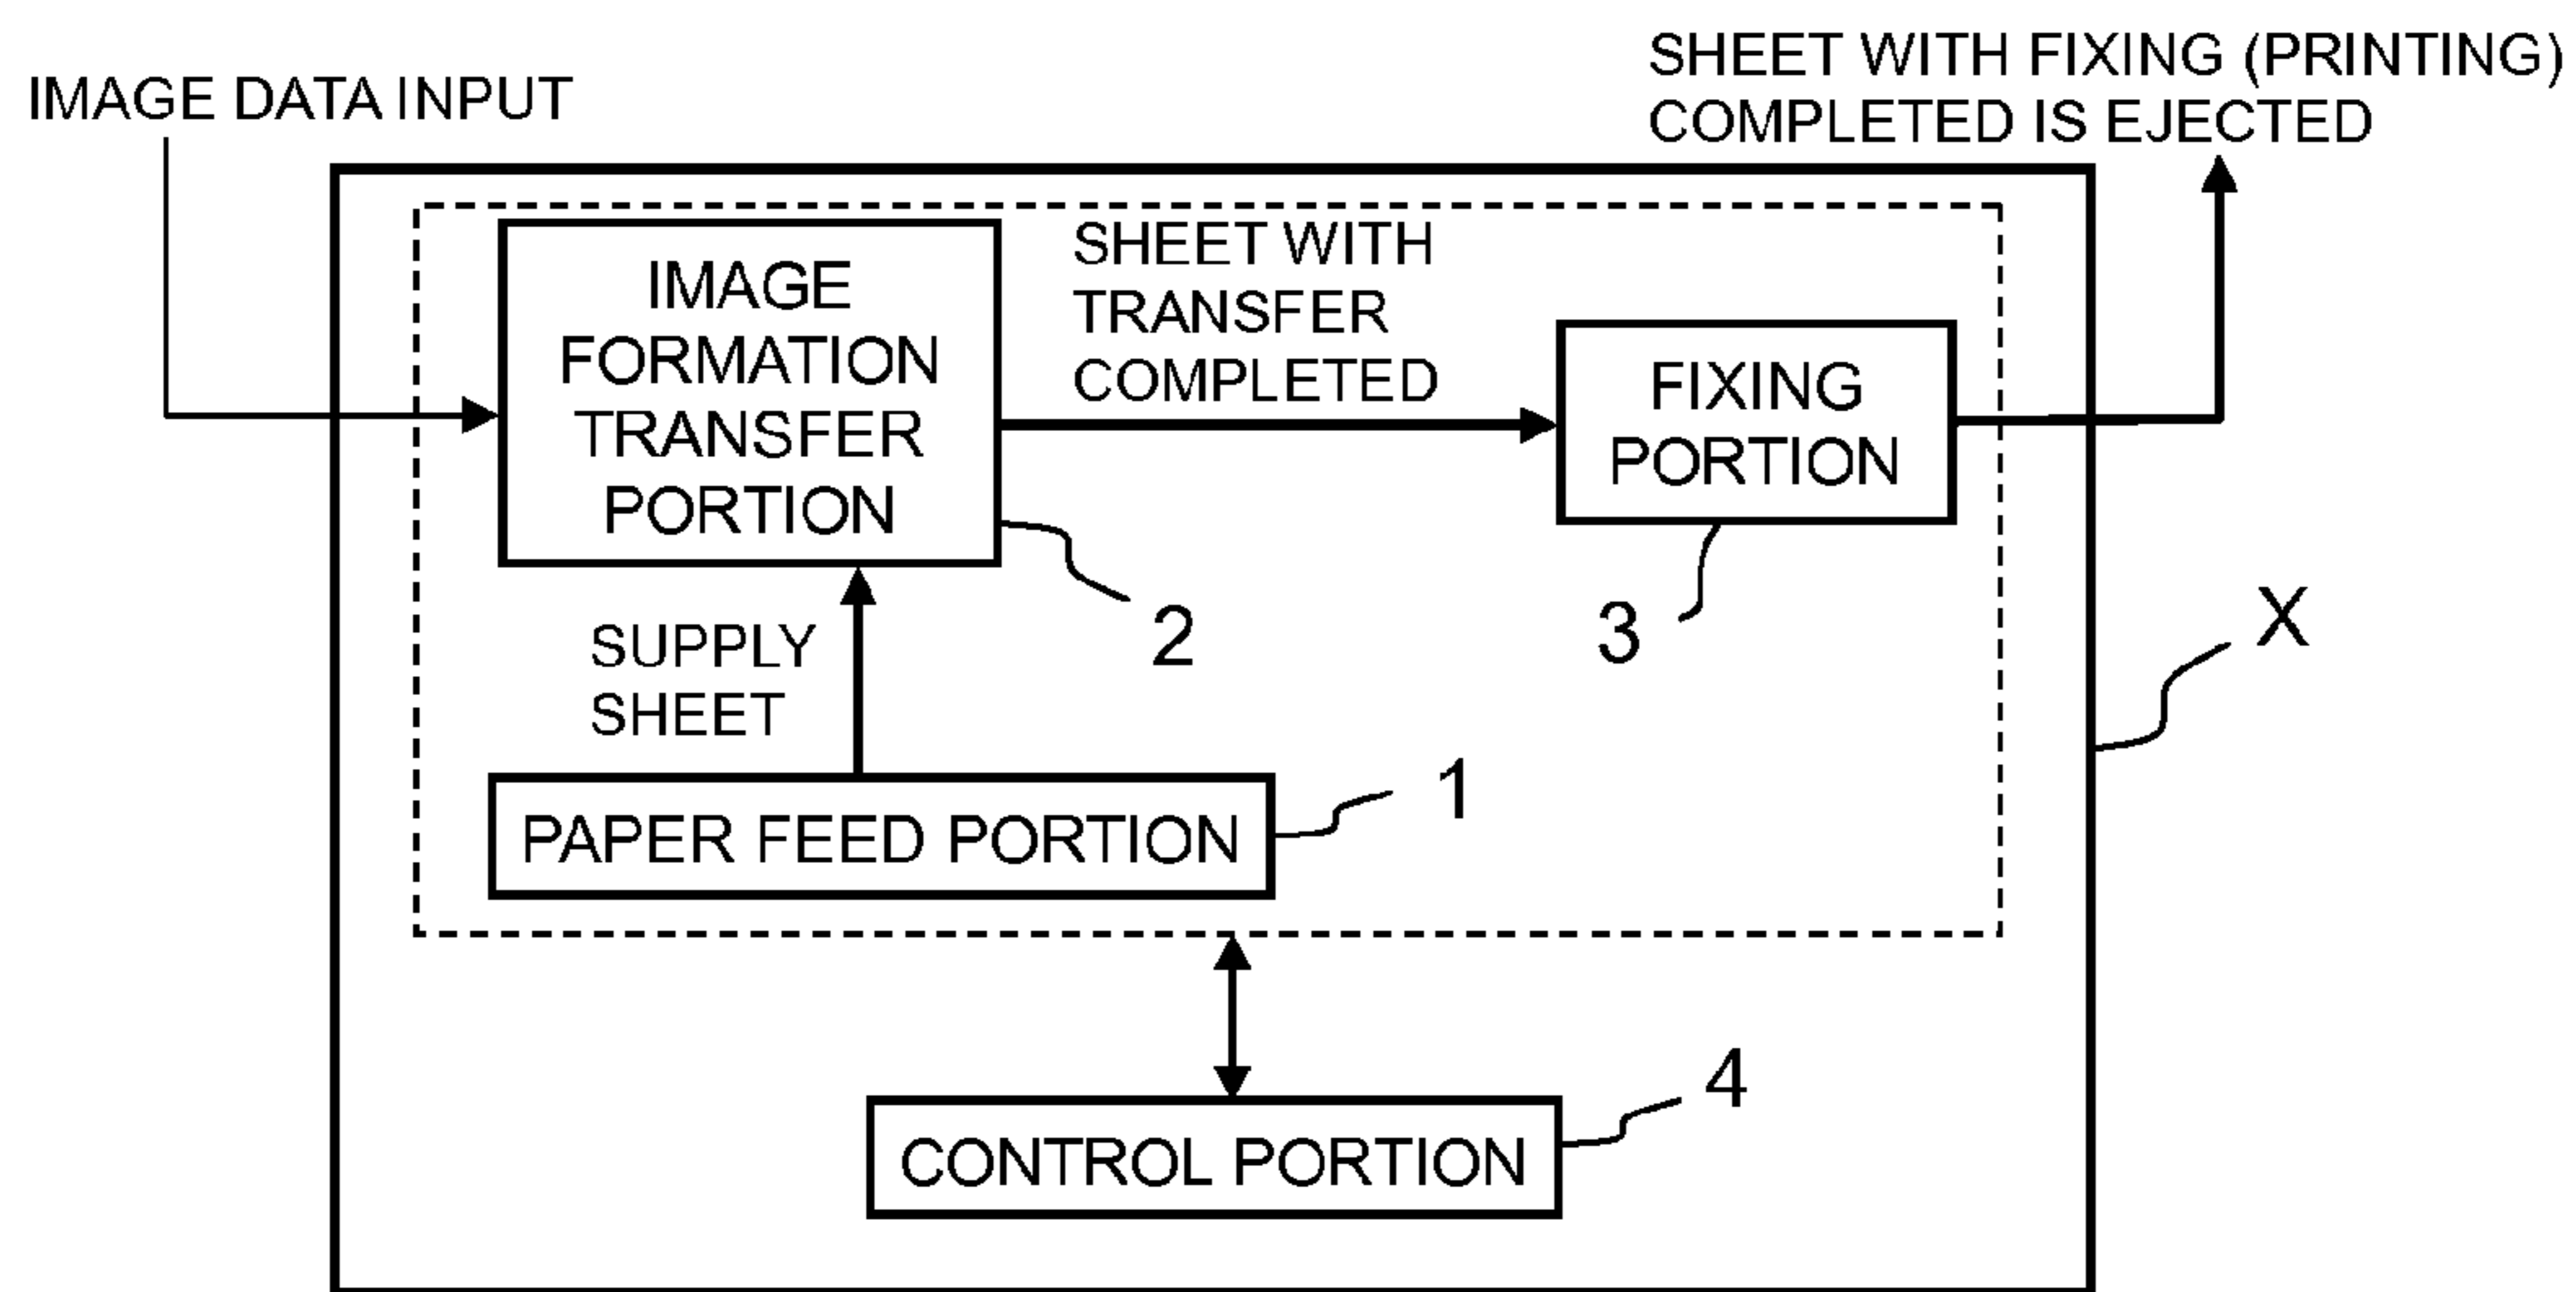 IMAGE DATA INPUT
SHEET WITH FIXING (PRINTING)
COMPLETED IS EJECTED
IMAGE
FORMATION
TRANSFER
PORTION
SHEET WITH
TRANSFER
COMPLETED
FIXING
PORTION
2
3
X
SUPPLY
SHEET
PAPER FEED PORTION
1
4
CONTROL PORTION